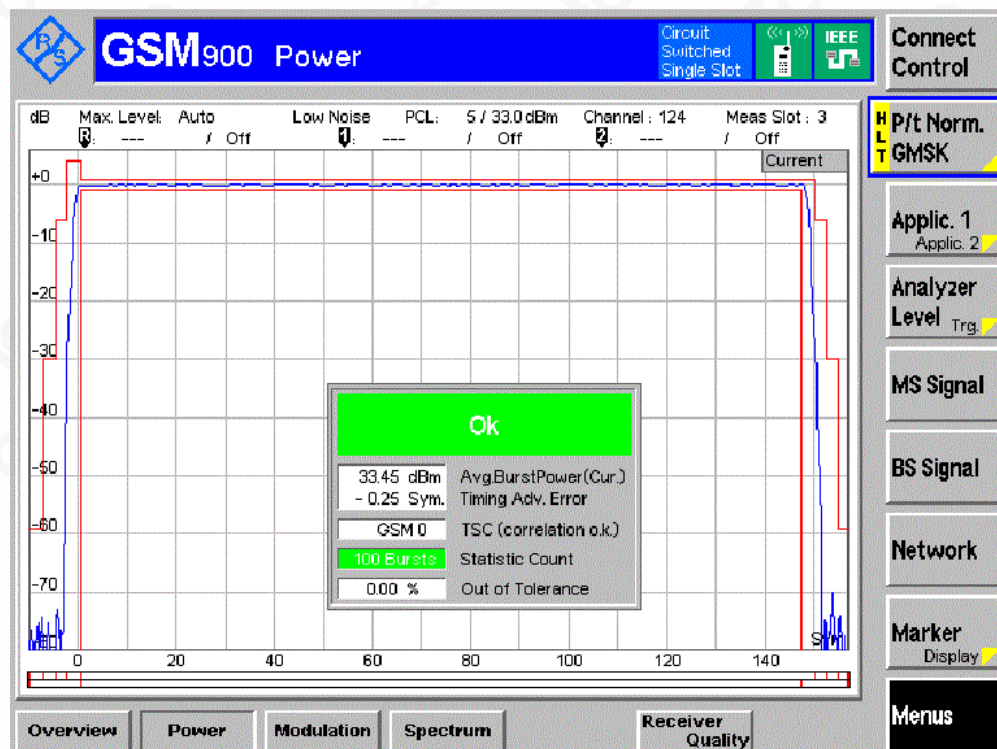 R/S
GSM900 Power
Circuit
Switched
Single Slot
IEEE
Connect
Control
dB Max. Level: Auto Low Noise PCL: 5 / 33.0 dBm Channel : 124 Meas Slot : 3
R: --- / Off 1: --- / Off 2: --- / Off
Current
HLT
P/t Norm.
GMSK
+0
-10
-20
-30
-40
-50
-60
-70
Ok
33.45 dBm Avg.BurstPower(Cur.)
- 0.25 Sym. Timing Adv. Error
GSM 0 TSC (correlation o.k.)
100 Bursts Statistic Count
0.00 % Out of Tolerance
0 20 40 60 80 100 120 140
Applic. 1
Applic. 2
Analyzer
Level Trg.
MS Signal
BS Signal
Network
Marker
Display
Menus
Overview Power Modulation Spectrum Receiver
Quality